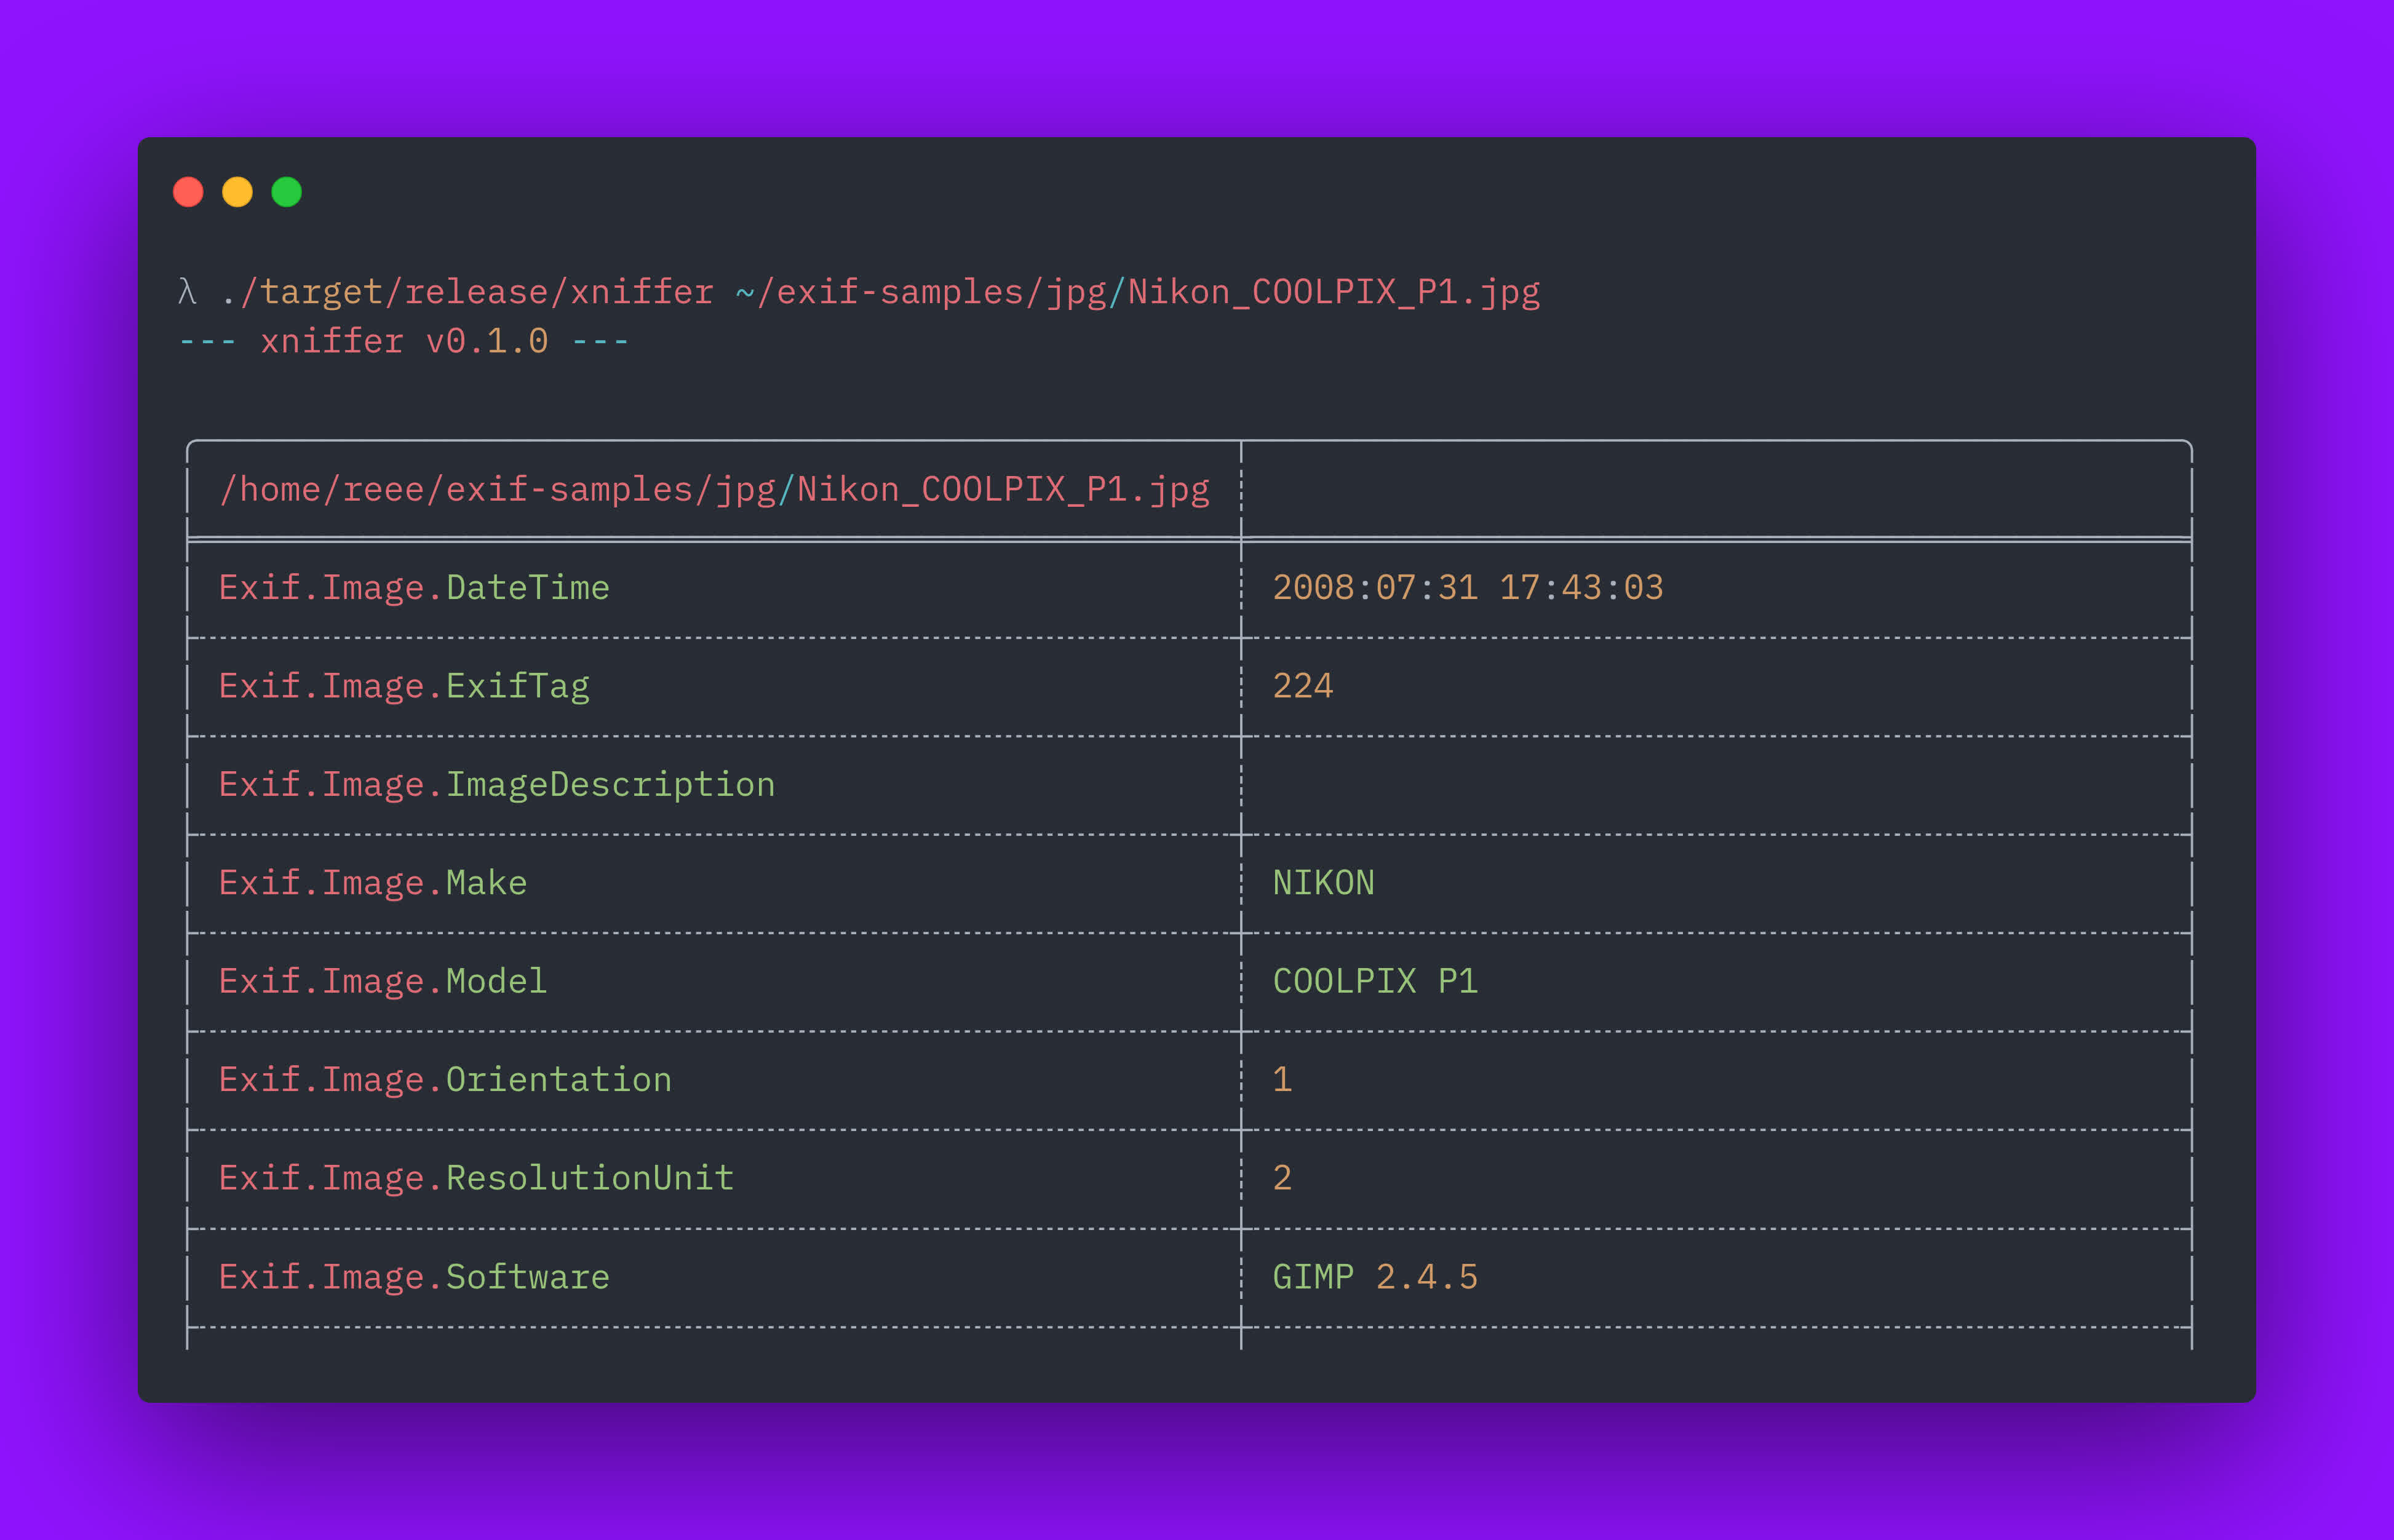 λ ./target/release/xniffer ~/exif-samples/jpg/Nikon_COOLPIX_P1.jpg
--- xniffer v0.1.0 ---
/home/reee/exif-samples/jpg/Nikon_COOLPIX_P1.jpg
Exif.Image.DateTime 2008:07:31 17:43:03
Exif.Image.ExifTag 224
Exif.Image.ImageDescription
Exif.Image.Make NIKON
Exif.Image.Model COOLPIX P1
Exif.Image.Orientation 1
Exif.Image.ResolutionUnit 2
Exif.Image.Software GIMP 2.4.5